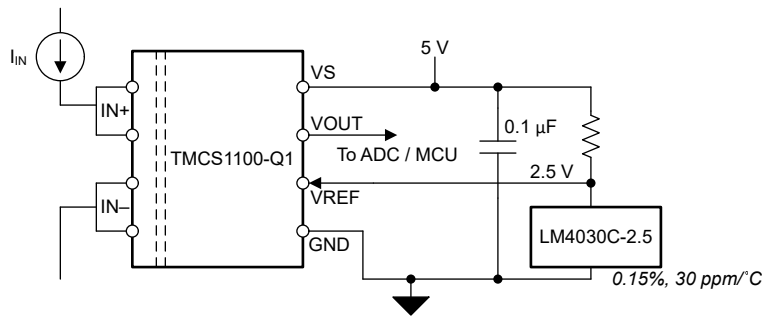 5 V
I_IN
VS
IN+
0.1 µF
VOUT
TMCS1100-Q1
To ADC / MCU
2.5 V
VREF
IN–
GND
LM4030C-2.5
0.15%, 30 ppm/˚C